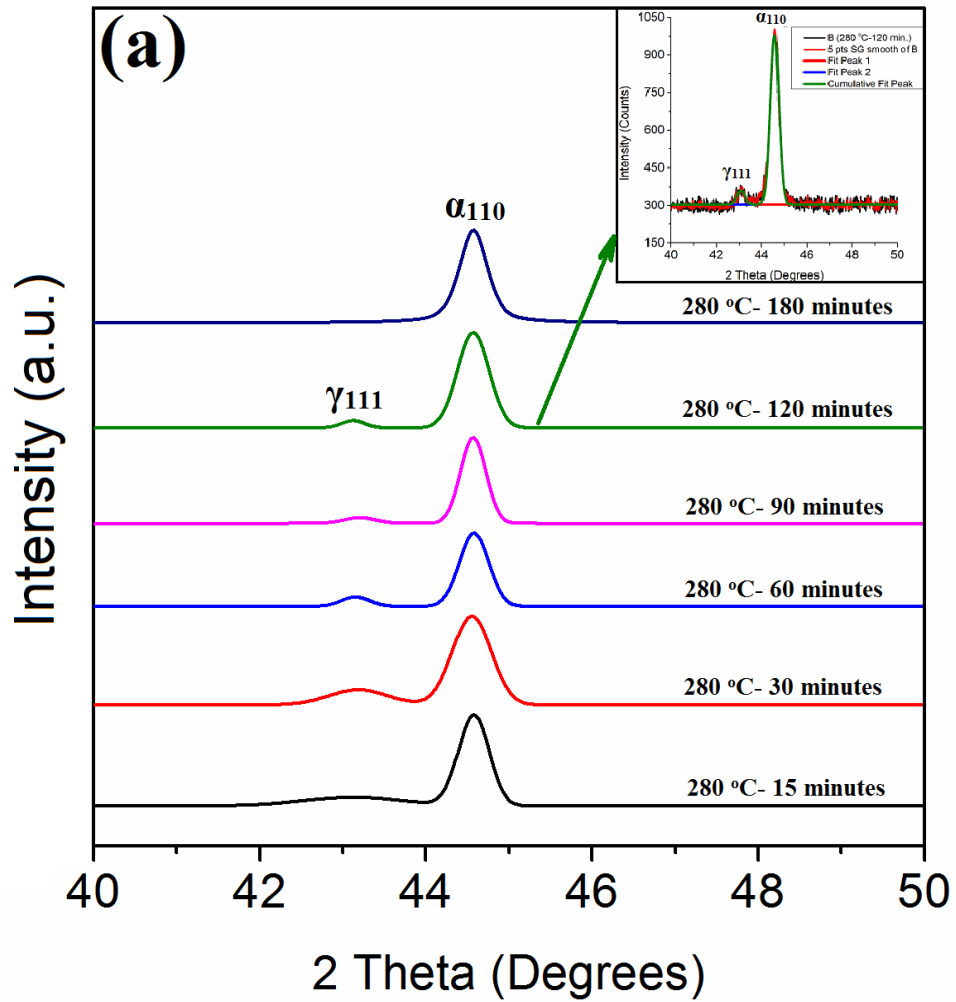 (a)
α110
1050
900
750
600
450
300
150
Intensity (Counts)
B (280 °C-120 min.)
5 pts SG smooth of B
Fit Peak 1
Fit Peak 2
Cumulative Fit Peak
γ111
40 42 44 46 48 50
2 Theta (Degrees)
α110
280 °C- 180 minutes
γ111
280 °C- 120 minutes
280 °C- 90 minutes
280 °C- 60 minutes
280 °C- 30 minutes
280 °C- 15 minutes
Intensity (a.u.)
40 42 44 46 48 50
2 Theta (Degrees)